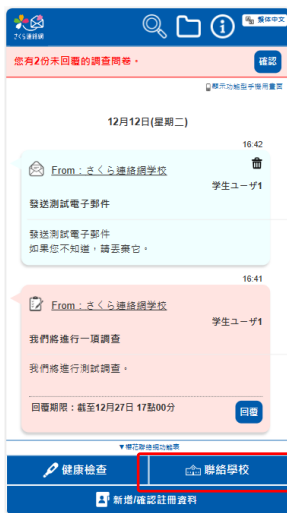 さくら連絡網
繁体中文
您有2份未回覆的調查問卷。
確認
顯示功能型手機用畫面
12月12日(星期二)
16:42
From：さくら連絡網学校
学生ユーザ1
發送測試電子郵件
發送測試電子郵件
如果您不知道，請丟棄它。
16:41
From：さくら連絡網学校
学生ユーザ1
我們將進行一項調查
我們將進行測試調查。
回覆期限：截至12月27日 17點00分
回覆
▼櫻花聯絡網功能表
健康檢查
聯絡學校
新增/確認註冊資料